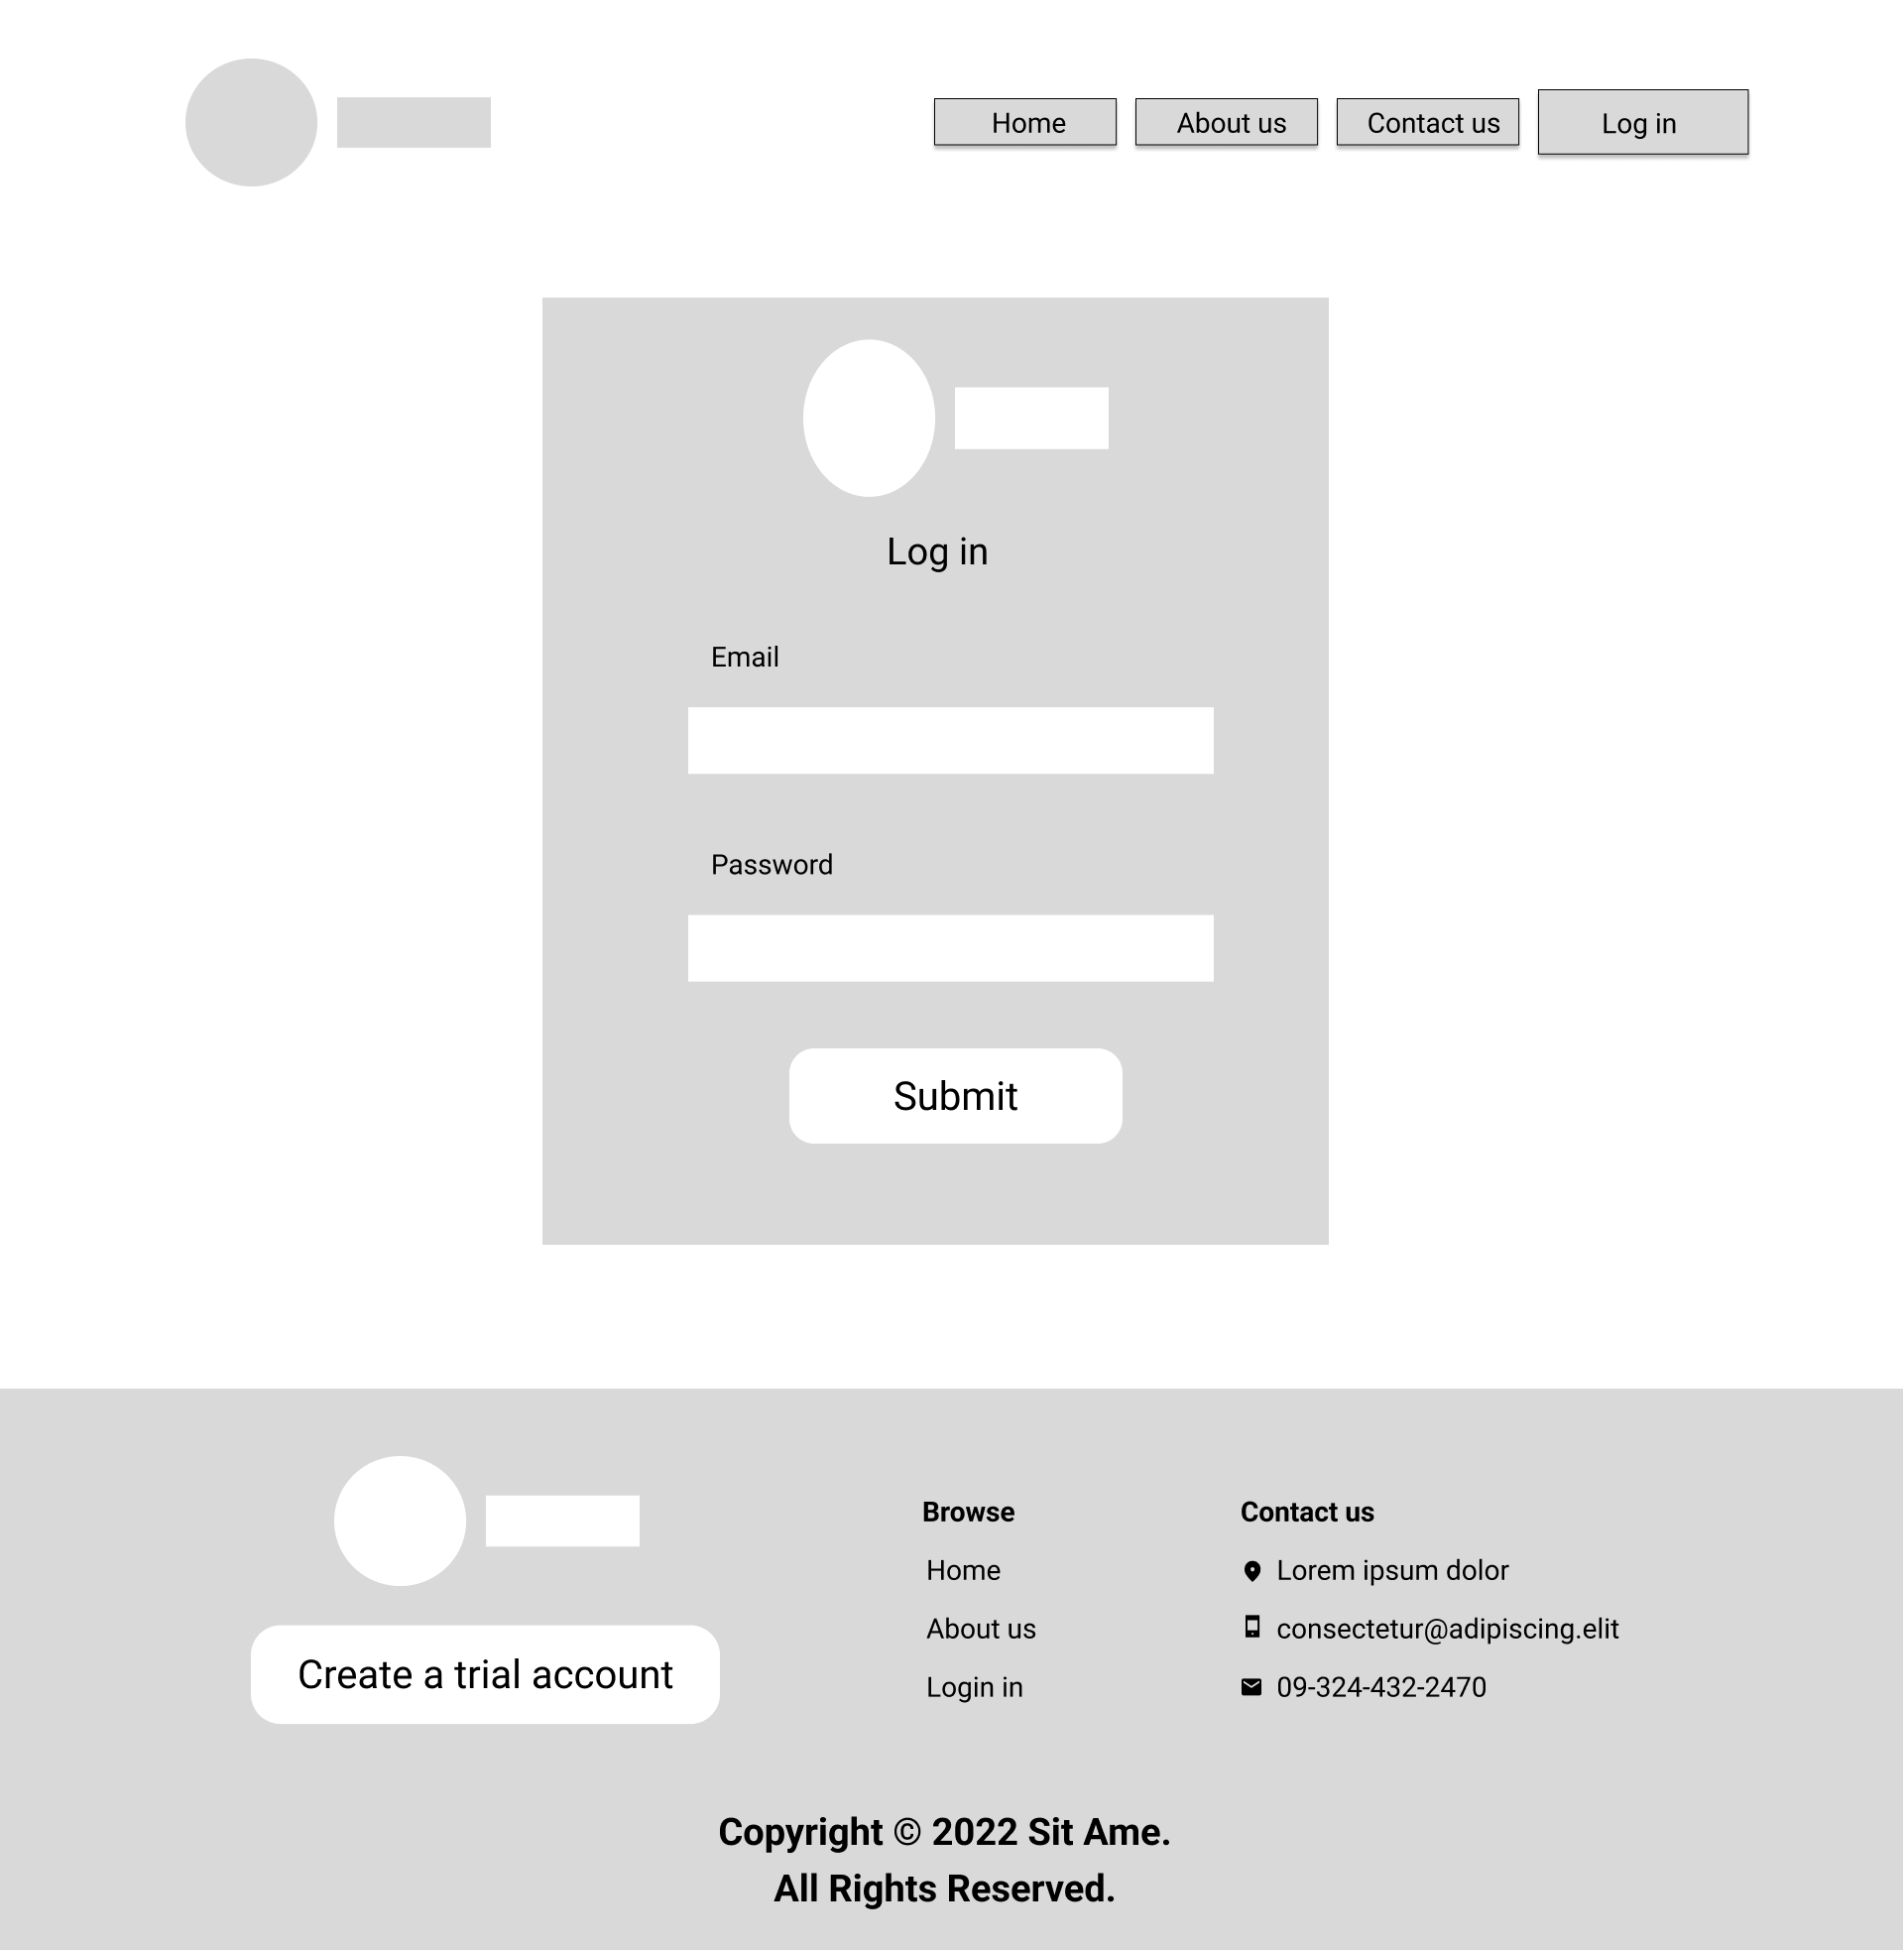 Home
About us
Contact us
Log in
Log in
Email
Password
Submit
Create a trial account
Browse
Home
About us
Login in
Contact us
Lorem ipsum dolor
consectetur@adipiscing.elit
09-324-432-2470
Copyright © 2022 Sit Ame.
All Rights Reserved.